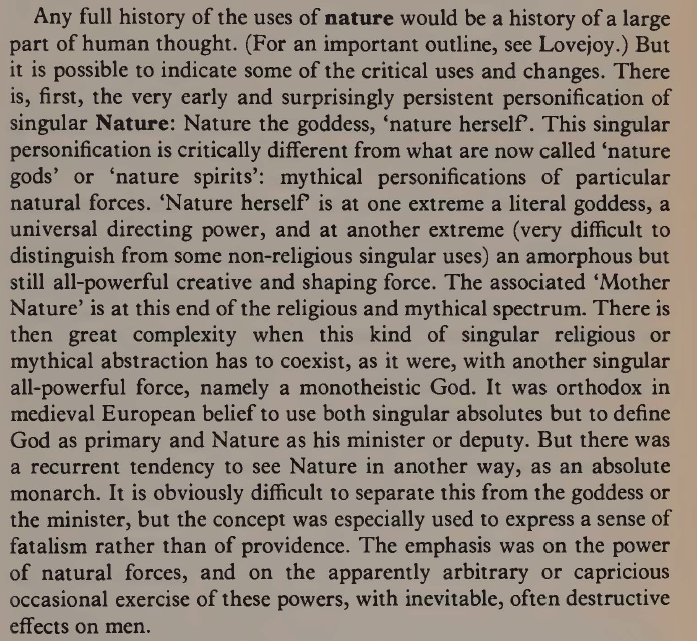 Any full history of the uses of nature would be a history of a large
part of human thought. (For an important outline, see Lovejoy.) But
it is possible to indicate some of the critical uses and changes. There
is, first, the very early and surprisingly persistent personification of
singular Nature: Nature the goddess, ‘nature herself’. This singular
personification is critically different from what are now called ‘nature
gods’ or ‘nature spirits’: mythical personifications of particular
natural forces. ‘Nature herself’ is at one extreme a literal goddess, a
universal directing power, and at another extreme (very difficult to
distinguish from some non-religious singular uses) an amorphous but
still all-powerful creative and shaping force. The associated ‘Mother
Nature’ is at this end of the religious and mythical spectrum. There is
then great complexity when this kind of singular religious or
mythical abstraction has to coexist, as it were, with another singular
all-powerful force, namely a monotheistic God. It was orthodox in
medieval European belief to use both singular absolutes but to define
God as primary and Nature as his minister or deputy. But there was
a recurrent tendency to see Nature in another way, as an absolute
monarch. It is obviously difficult to separate this from the goddess or
the minister, but the concept was especially used to express a sense of
fatalism rather than of providence. The emphasis was on the power
of natural forces, and on the apparently arbitrary or capricious
occasional exercise of these powers, with inevitable, often destructive
effects on men.